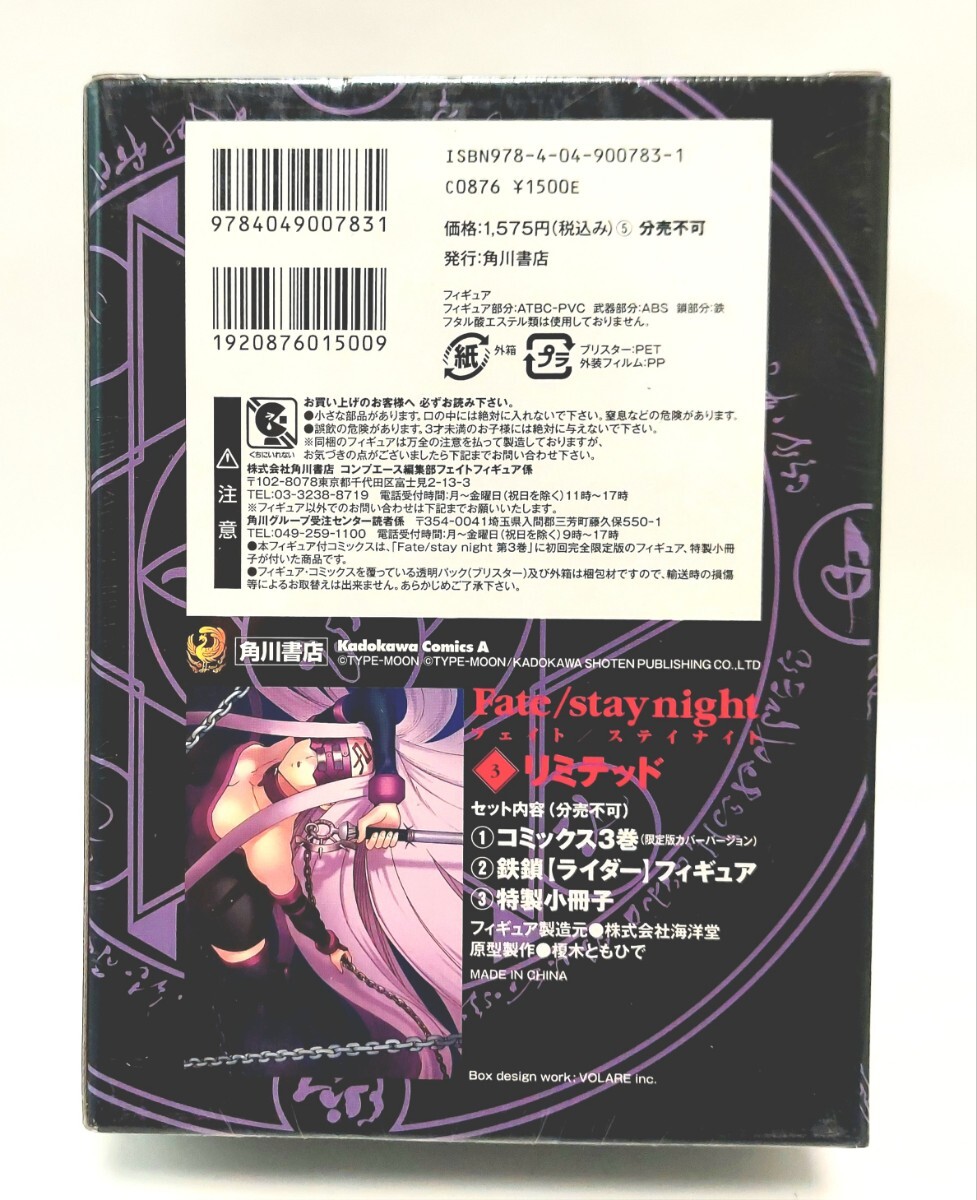 9784049007831
1920876015009
ISBN978-4-04-900783-1
C0876 ¥1500E
価格:1,575円(税込み)⑤ 分売不可
発行:角川書店
フィギュア
フィギュア部分:ATBC-PVC 武器部分:ABS 鎖部分:鉄
フタル酸エステル類は使用しておりません。
紙 外箱 プラ ブリスター:PET
外装フィルム:PP
くちにいれない
⚠注意
お買い上げのお客様へ 必ずお読み下さい。
●小さな部品があります。口の中には絶対に入れないで下さい。窒息などの危険があります。
●誤飲の危険があります。3才未満のお子様には絶対に与えないで下さい。
※同梱のフィギュアは万全の注意を払って製造しておりますが、
お気づきの点がございましたら下記までお問い合わせ下さい。
株式会社角川書店 コンプエース編集部フェイトフィギュア係
〒102-8078東京都千代田区富士見2-13-3
TEL:03-3238-8719 電話受付時間:月〜金曜日(祝日を除く)11時〜17時
※フィギュア以外でのお問い合わせは下記までお願いいたします。
角川グループ受注センター読者係 〒354-0041埼玉県入間郡三芳町藤久保550-1
TEL:049-259-1100 電話受付時間:月〜金曜日(祝日を除く)9時〜17時
●本フィギュア付コミックスは、「Fate/stay night 第3巻」に初回完全限定版のフィギュア、特製小冊
子が付いた商品です。
●フィギュア・コミックスを覆っている透明パック(ブリスター)及び外箱は梱包材ですので、輸送時の損傷
等によるお取替えは出来ません。あらかじめご了承下さい。
角川書店 Kadokawa Comics A
©TYPE-MOON ©TYPE-MOON/KADOKAWA SHOTEN PUBLISHING CO.,LTD
Fate/stay night
フェイト/ステイナイト
3 リミテッド
セット内容(分売不可)
①コミックス3巻(限定版カバーバージョン)
②鉄鎖【ライダー】フィギュア
③特製小冊子
フィギュア製造元●株式会社海洋堂
原型製作●榎木ともひで
MADE IN CHINA
Box design work; VOLARE inc.